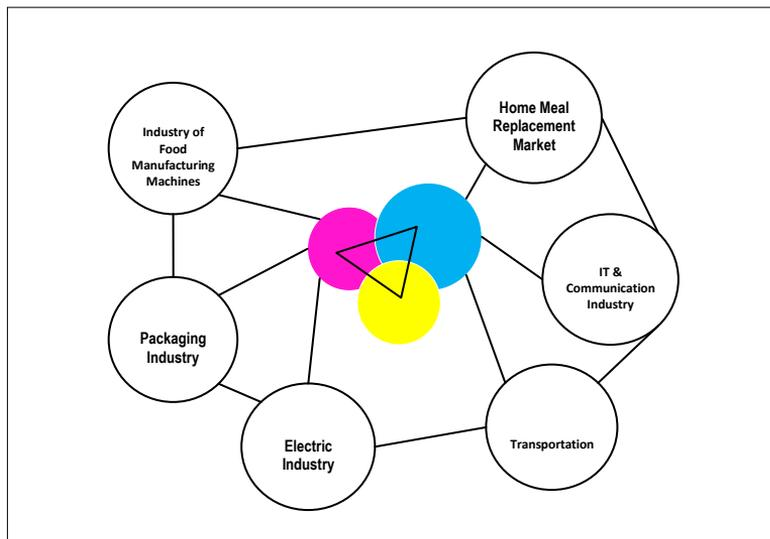 Industry of
Food
Manufacturing
Machines
Home Meal
Replacement
Market
IT &
Communication
Industry
Packaging
Industry
Electric
Industry
Transportation